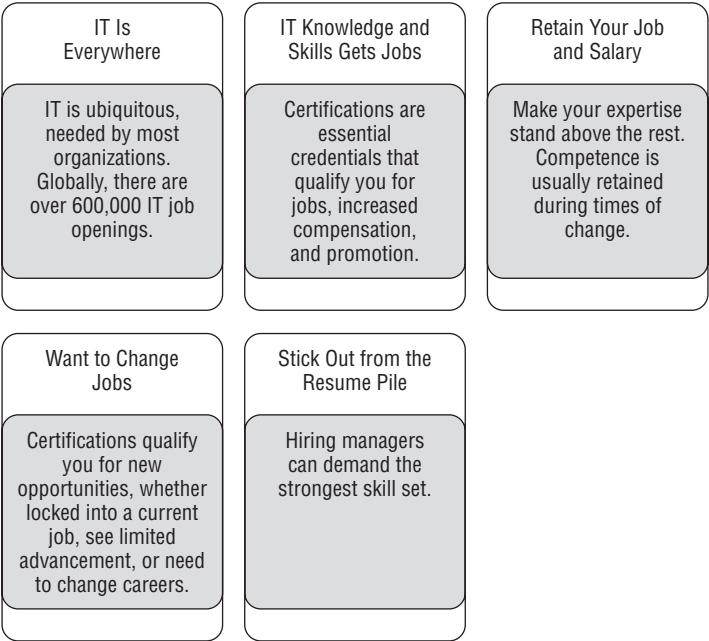 IT Is
Everywhere
IT is ubiquitous,
needed by most
organizations.
Globally, there are
over 600,000 IT job
openings.
IT Knowledge and
Skills Gets Jobs
Certifications are
essential
credentials that
qualify you for
jobs, increased
compensation,
and promotion.
Retain Your Job
and Salary
Make your expertise
stand above the rest.
Competence is
usually retained
during times of
change.
Want to Change
Jobs
Certifications qualify
you for new
opportunities, whether
locked into a current
job, see limited
advancement, or need
to change careers.
Stick Out from the
Resume Pile
Hiring managers
can demand the
strongest skill set.